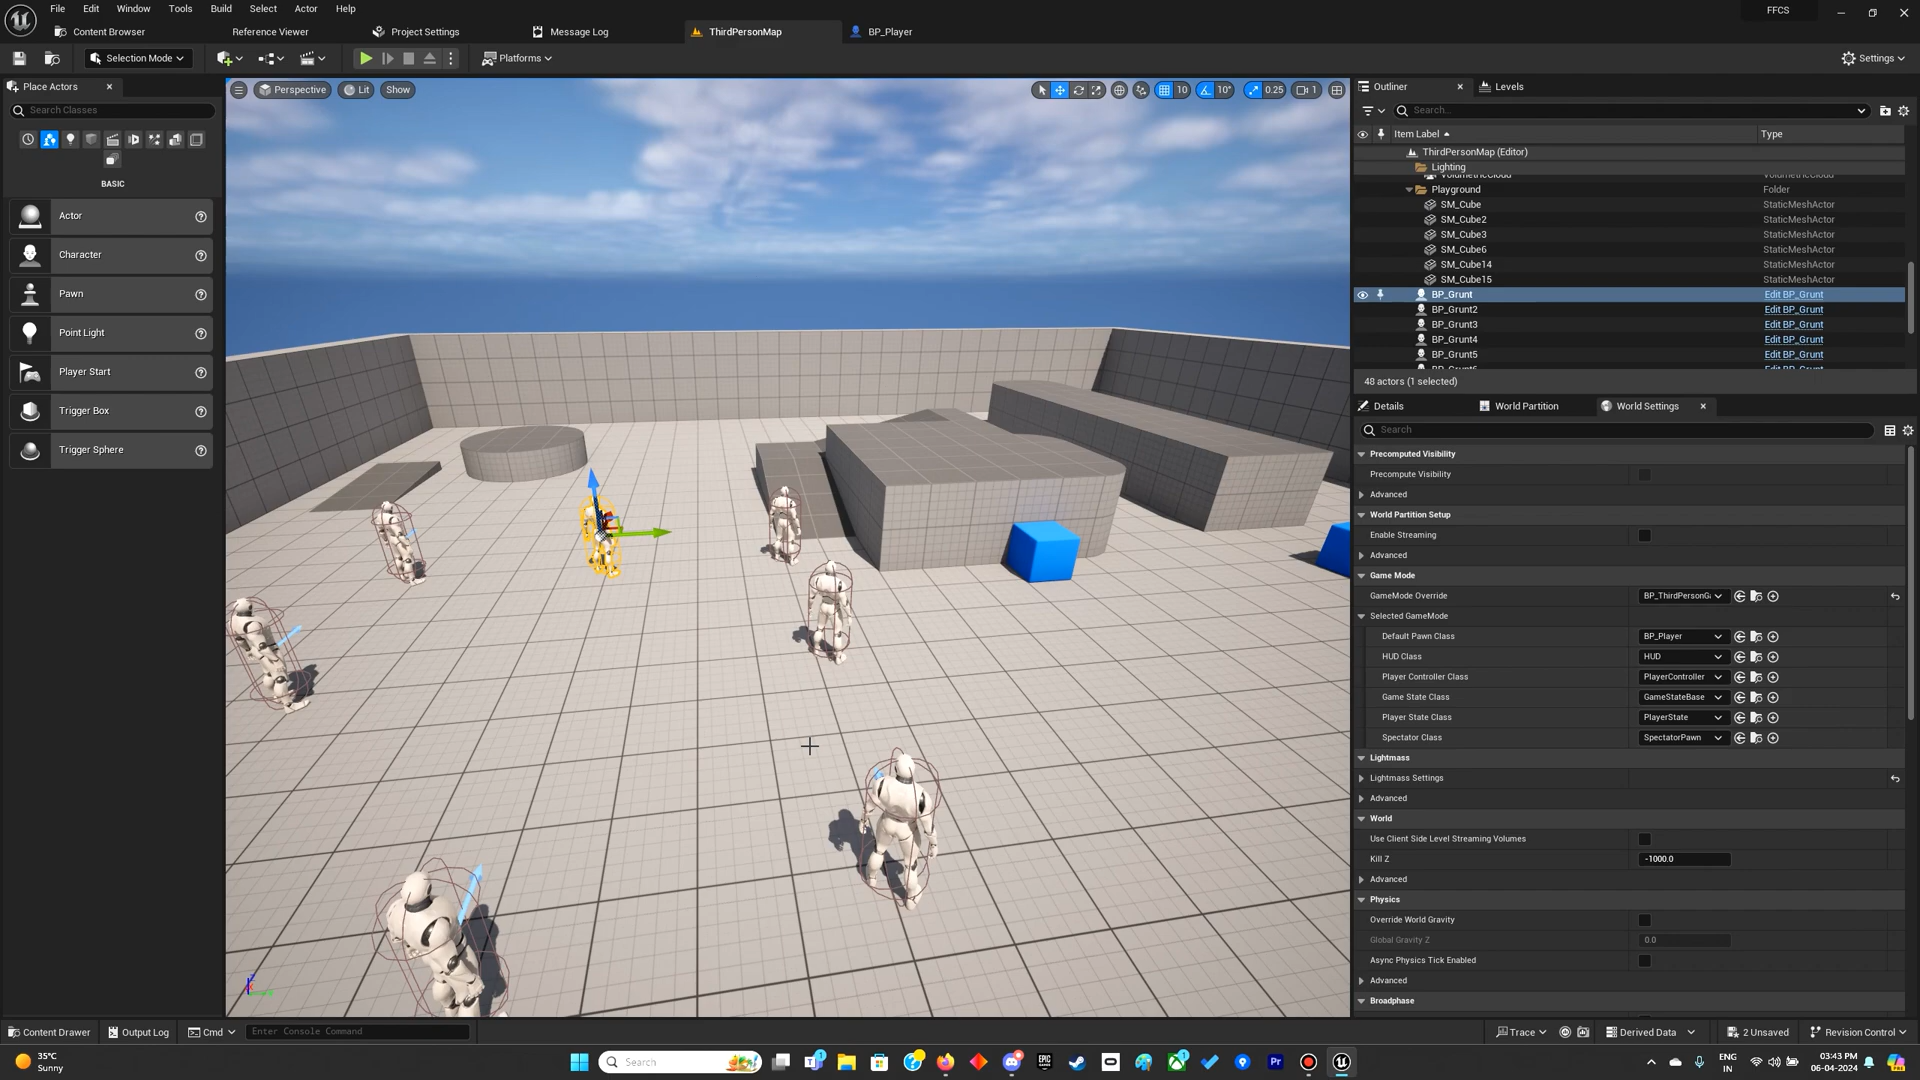 File Edit Window Tools Build Select Actor Help
FFCS
Content Browser
Reference Viewer
Project Settings
Message Log
ThirdPersonMap
BP_Player
Selection Mode
Platforms
Settings
Place Actors
Search Classes
BASIC
Actor
Character
Pawn
Point Light
Player Start
Trigger Box
Trigger Sphere
Perspective
Lit
Show
10
10°
0.25
1
Outliner
Levels
Search...
Item Label
Type
ThirdPersonMap (Editor)
Lighting
Playground Folder
SM_Cube StaticMeshActor
SM_Cube2 StaticMeshActor
SM_Cube3 StaticMeshActor
SM_Cube6 StaticMeshActor
SM_Cube14 StaticMeshActor
SM_Cube15 StaticMeshActor
BP_Grunt Edit BP_Grunt
BP_Grunt2 Edit BP_Grunt
BP_Grunt3 Edit BP_Grunt
BP_Grunt4 Edit BP_Grunt
BP_Grunt5 Edit BP_Grunt
48 actors (1 selected)
Details
World Partition
World Settings
Search
Precomputed Visibility
Precompute Visibility
Advanced
World Partition Setup
Enable Streaming
Advanced
Game Mode
GameMode Override BP_ThirdPersonGa
Selected GameMode
Default Pawn Class BP_Player
HUD Class HUD
Player Controller Class PlayerController
Game State Class GameStateBase
Player State Class PlayerState
Spectator Class SpectatorPawn
Lightmass
Lightmass Settings
Advanced
World
Use Client Side Level Streaming Volumes
Kill Z -1000.0
Advanced
Physics
Override World Gravity
Global Gravity Z 0.0
Async Physics Tick Enabled
Advanced
Broadphase
Content Drawer
Output Log
Cmd
Enter Console Command
Trace
Derived Data
2 Unsaved
Revision Control
35°C
Sunny
Search
ENG
IN
03:43 PM
06-04-2024